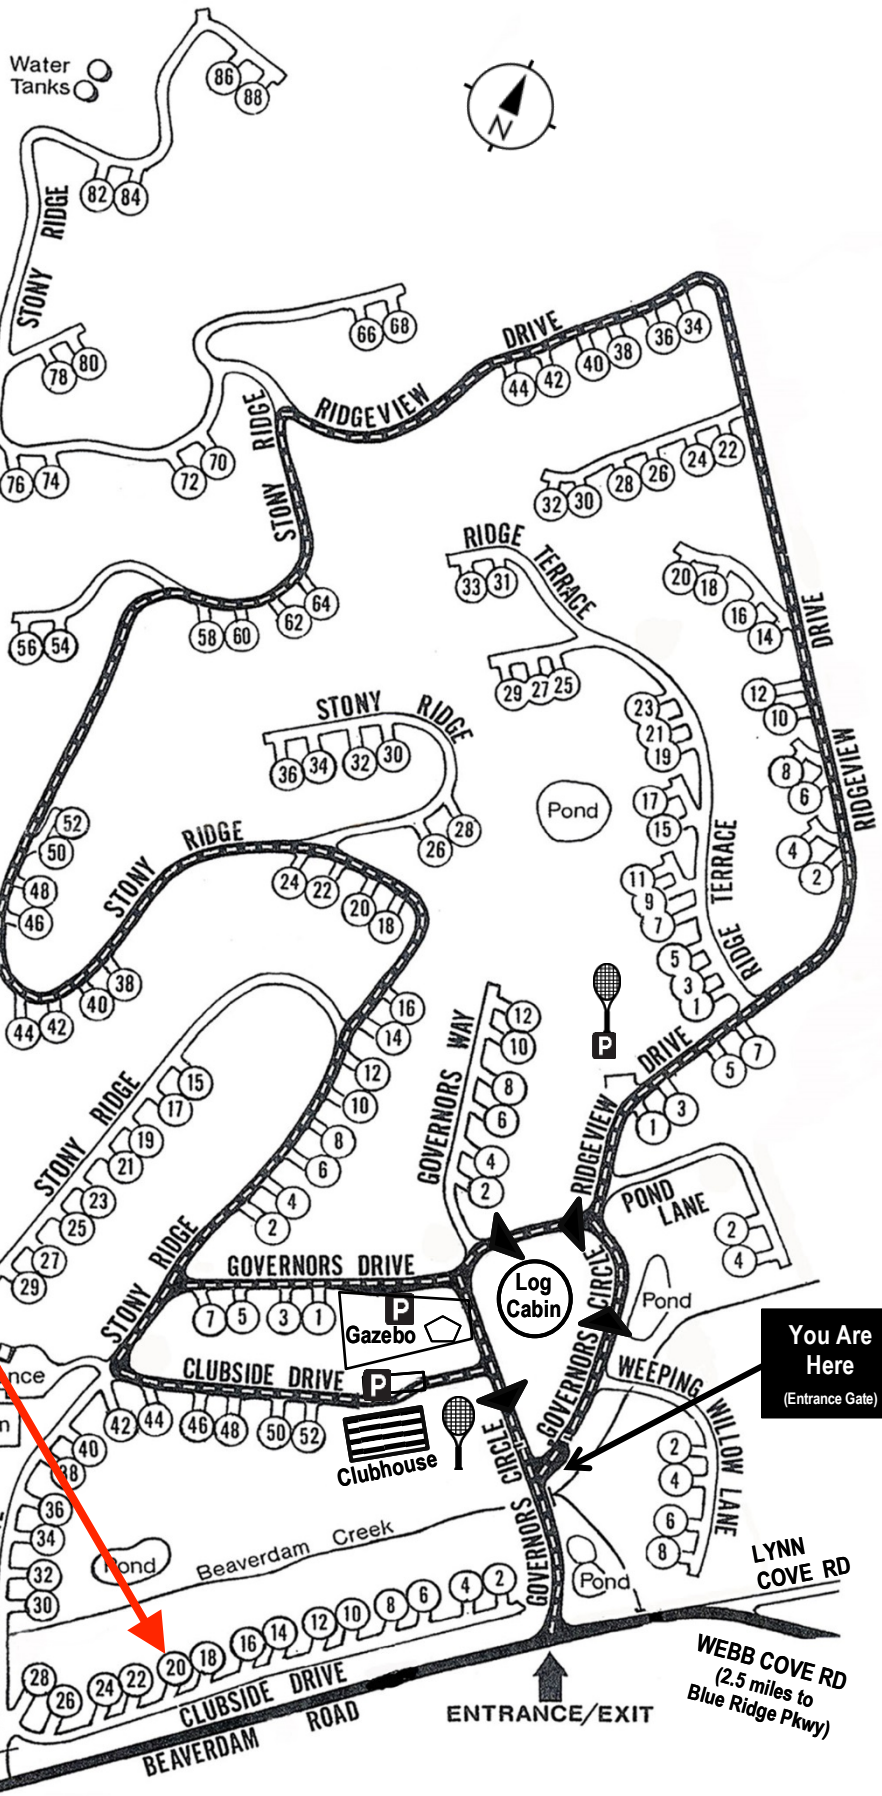 Water
Tanks
86
88
N
82
84
STONY RIDGE
66
68
78
80
DRIVE
34
36
38
40
42
44
RIDGEVIEW
RIDGE
STONY
76
74
72
70
22
24
26
28
30
32
RIDGE TERRACE
33
31
20
18
16
14
DRIVE
64
62
60
58
56
54
29
27
25
STONY RIDGE
36
34
32
30
28
26
23
21
19
17
15
Pond
12
10
8
6
4
2
RIDGEVIEW
52
50
48
46
STONY RIDGE
24
22
20
18
11
9
7
5
3
1
RIDGE TERRACE
44
42
40
38
16
14
12
10
8
6
4
2
STONY RIDGE
15
17
19
21
23
25
27
29
GOVERNORS WAY
12
10
8
6
4
2
P
RIDGEVIEW DRIVE
7
5
3
1
POND
LANE
2
4
STONY RIDGE
GOVERNORS DRIVE
7
5
3
1
P
Gazebo
Log
Cabin
GOVERNORS CIRCLE
Pond
You Are
Here
(Entrance Gate)
nce
n
CLUBSIDE DRIVE
P
42
44
46
48
50
52
Clubhouse
WEEPING
WILLOW LANE
2
4
6
8
40
38
36
34
32
30
GOVERNORS CIRCLE
Pond
Beaverdam Creek
Pond
LYNN
COVE RD
2
4
6
8
10
12
14
16
18
20
22
24
26
28
CLUBSIDE DRIVE
BEAVERDAM ROAD
ENTRANCE/EXIT
WEBB COVE RD
(2.5 miles to
Blue Ridge Pkwy)